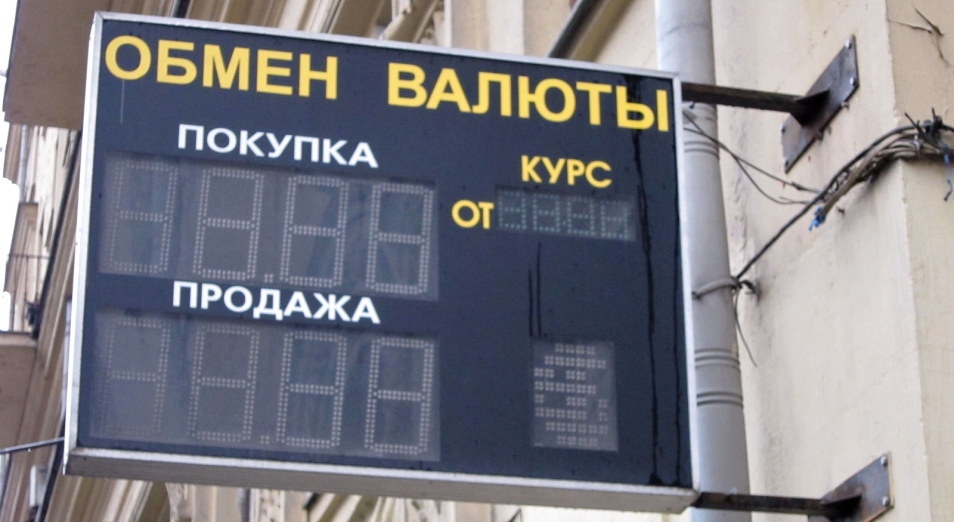 ОБМЕН ВАЛЮТЫ
ПОКУПКА
КУРС
ОТ
ПРОДАЖА